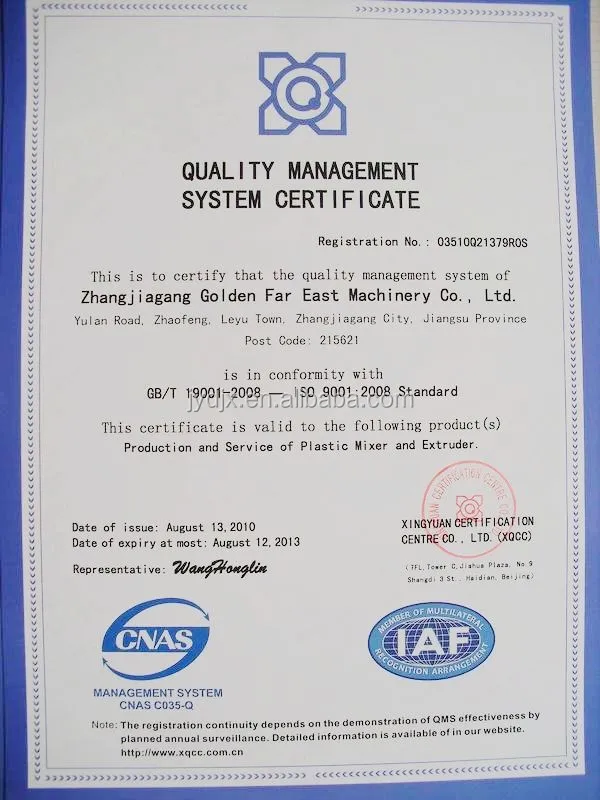 QUALITY MANAGEMENT
SYSTEM CERTIFICATE
Registration No.: 03510Q21379R0S
This is to certify that the quality management system of
Zhangjiagang Golden Far East Machinery Co., Ltd.
Yulan Road, Zhaofeng, Leyu Town, Zhangjiagang City, Jiangsu Province
Post Code: 215621
is in conformity with
GB/T 19001-2008 — ISO 9001:2008 Standard
jydjx.en.alibaba.com
This certificate is valid to the following product(s)
Production and Service of Plastic Mixer and Extruder.
XINGYUAN CERTIFICATION CENTRE CO.
Date of issue: August 13, 2010
Date of expiry at most: August 12, 2013
Representative: WangHonglin
XINGYUAN CERTIFICATION
CENTRE CO., LTD. (XQCC)
(7FL, Tower C, Jiahua Plaza, No. 9
Shangdi 3 St., Haidian, Beijing)
CNAS
MANAGEMENT SYSTEM
CNAS C035-Q
MEMBER OF MULTILATERAL
IAF
RECOGNITION ARRANGEMENT
Note: The registration continuity depends on the demonstration of QMS effectiveness by
planned annual surveillance. Detailed information is available of in our website.
http://www.xqcc.com.cn